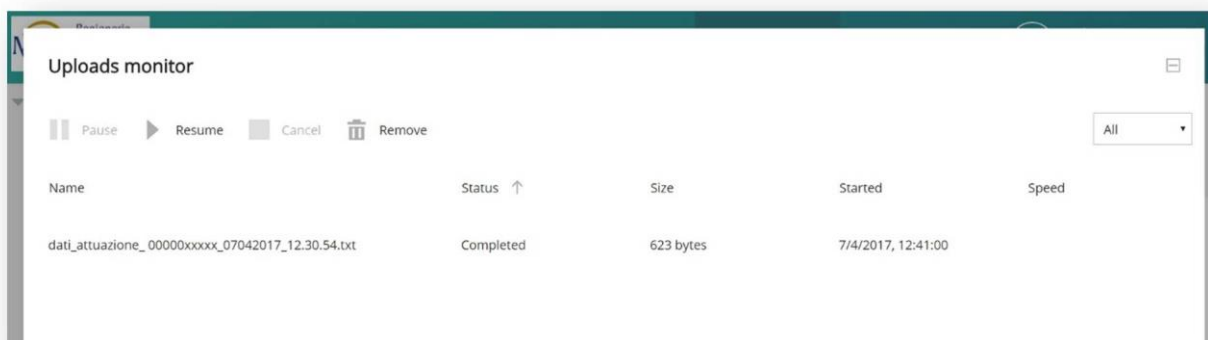 Regionario
Uploads monitor
Pause Resume Cancel Remove All
Name Status ↑ Size Started Speed
dati_attuazione_ 00000xxxxx_07042017_12.30.54.txt Completed 623 bytes 7/4/2017, 12:41:00